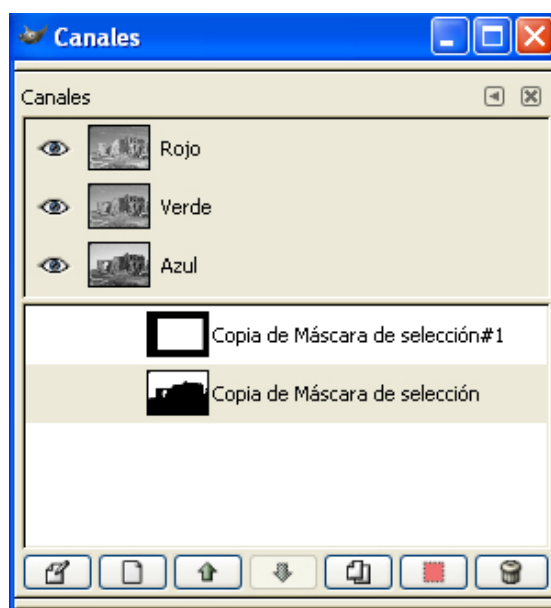 Canales
Canales
Rojo
Verde
Azul
Copia de Máscara de selección#1
Copia de Máscara de selección